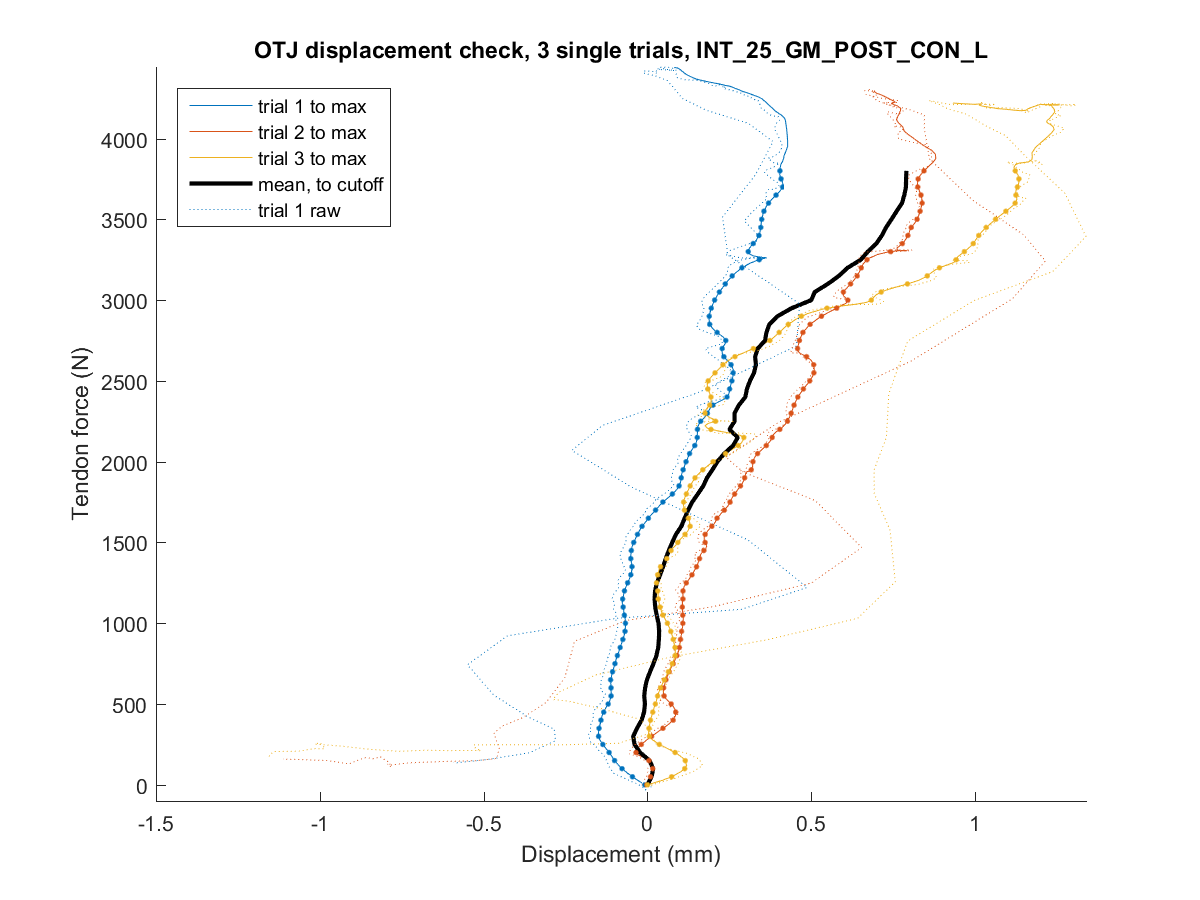 OTJ displacement check, 3 single trials, INT_25_GM_POST_CON_L
trial 1 to max
trial 2 to max
trial 3 to max
mean, to cutoff
trial 1 raw
4000
3500
3000
2500
2000
1500
1000
500
0
Tendon force (N)
-1.5
-1
-0.5
0
0.5
1
Displacement (mm)